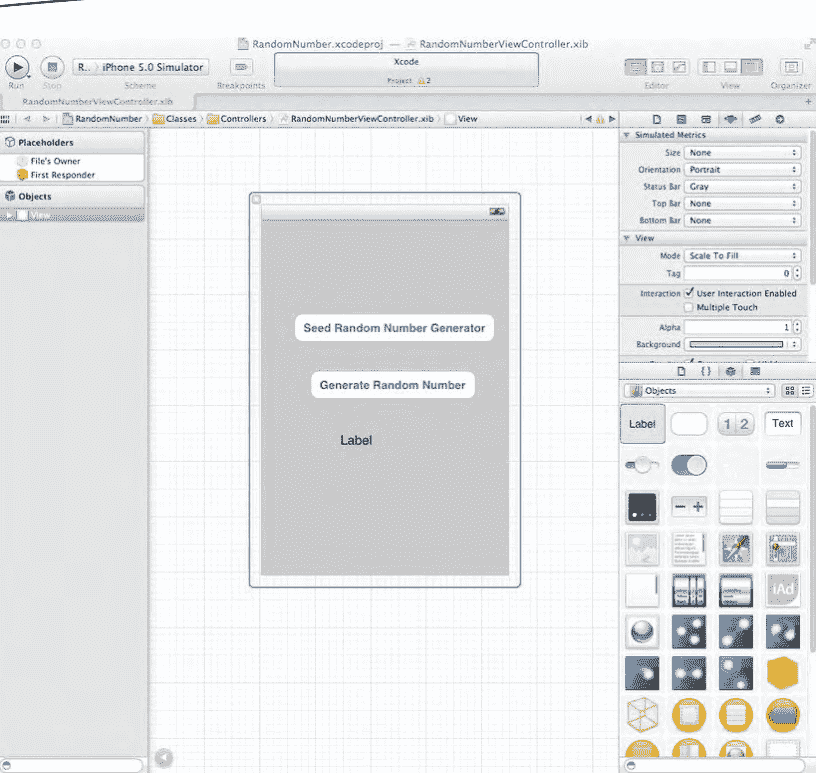 RandomNumber.xcodeproj — RandomNumberViewController.xib
R.. iPhone 5.0 Simulator
Xcode
Project 2
Run Stop Scheme Breakpoints Editor View Organizer
RandomNumberViewController.xib
RandomNumber Classes Controllers RandomNumberViewController.xib View
Placeholders
File's Owner
First Responder
Objects
View
Seed Random Number Generator
Generate Random Number
Label
Simulated Metrics
Size None
Orientation Portrait
Status Bar Gray
Top Bar None
Bottom Bar None
View
Mode Scale To Fill
Tag 0
Interaction User Interaction Enabled
Multiple Touch
Alpha 1
Background
{ }
Objects
Label 1 2 Text
iAd